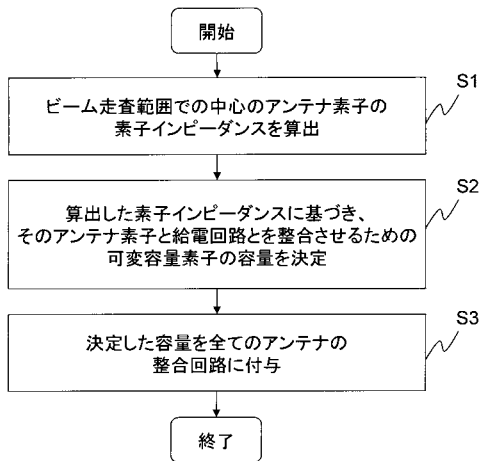 開始
S1
ビーム走査範囲での中心のアンテナ素子の
素子インピーダンスを算出
S2
算出した素子インピーダンスに基づき、
そのアンテナ素子と給電回路とを整合させるための
可変容量素子の容量を決定
S3
決定した容量を全てのアンテナの
整合回路に付与
終了